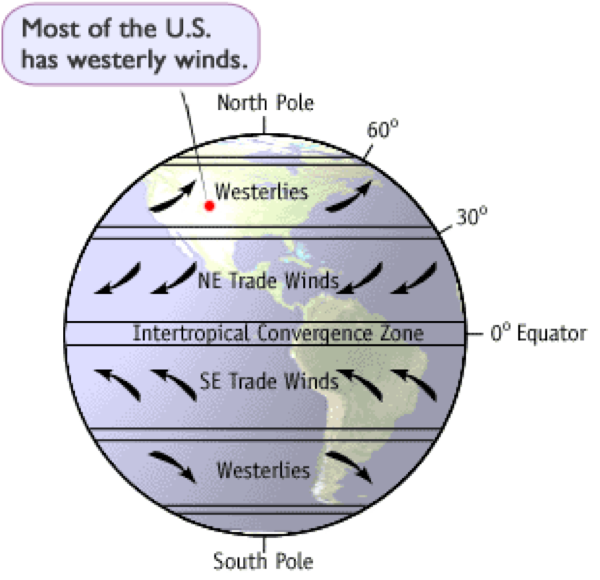 Most of the U.S.
has westerly winds.
North Pole
60°
Westerlies
30°
NE Trade Winds
Intertropical Convergence Zone
0° Equator
SE Trade Winds
Westerlies
South Pole